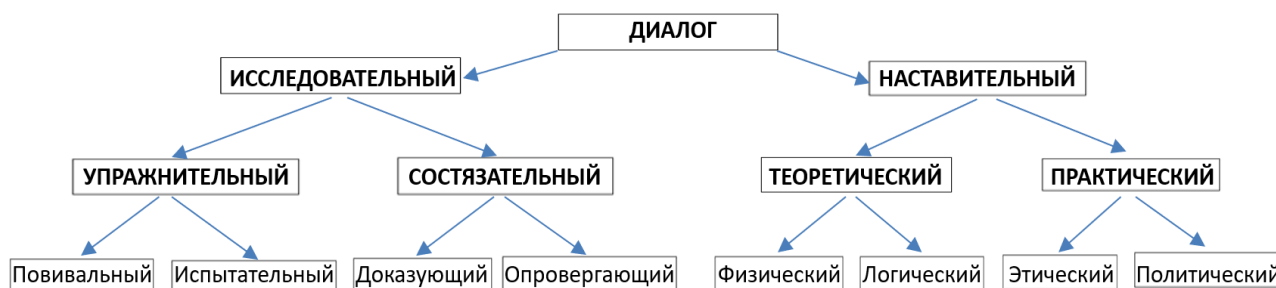 ДИАЛОГ
ИССЛЕДОВАТЕЛЬНЫЙ
НАСТАВИТЕЛЬНЫЙ
УПРАЖНИТЕЛЬНЫЙ
СОСТЯЗАТЕЛЬНЫЙ
ТЕОРЕТИЧЕСКИЙ
ПРАКТИЧЕСКИЙ
Повивальный
Испытательный
Доказующий
Опровергающий
Физический
Логический
Этический
Политический